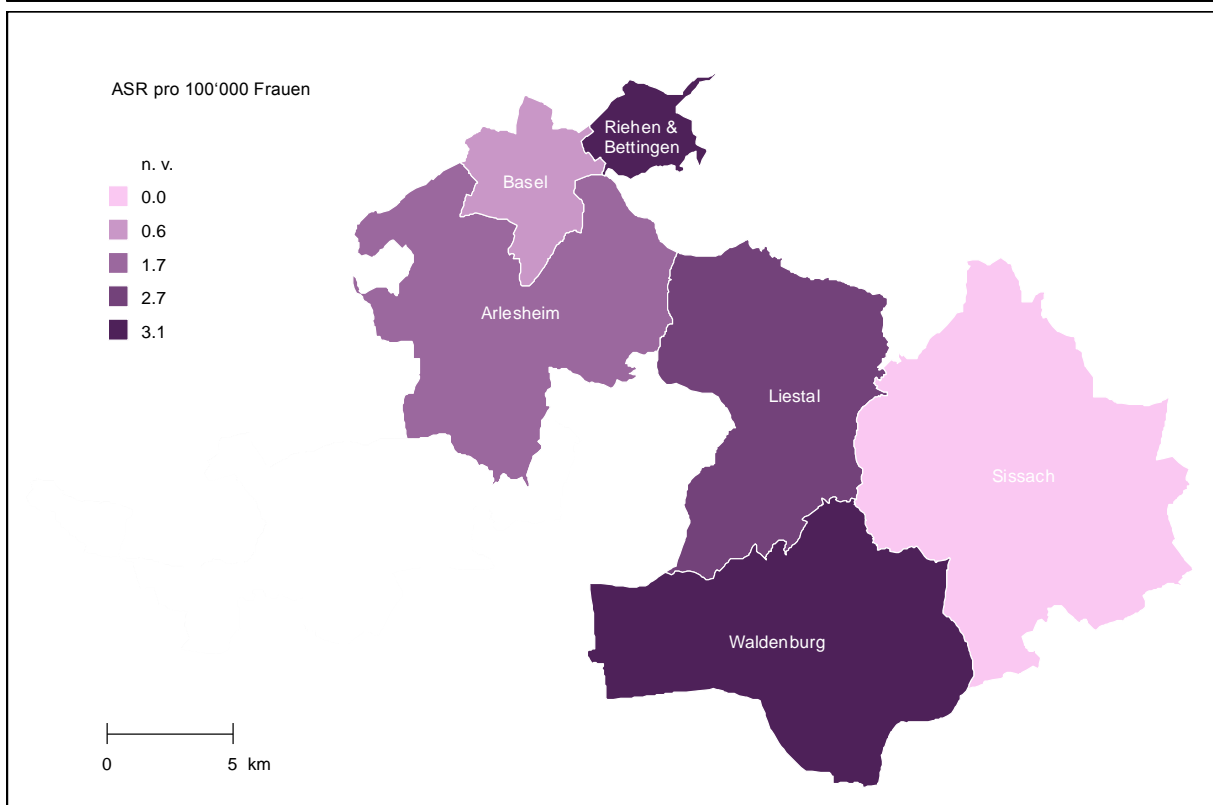 ASR pro 100‘000 Frauen
n. v.
0.0
0.6
1.7
2.7
3.1
Riehen &
Bettingen
Basel
Arlesheim
Liestal
Sissach
Waldenburg
0 5 km